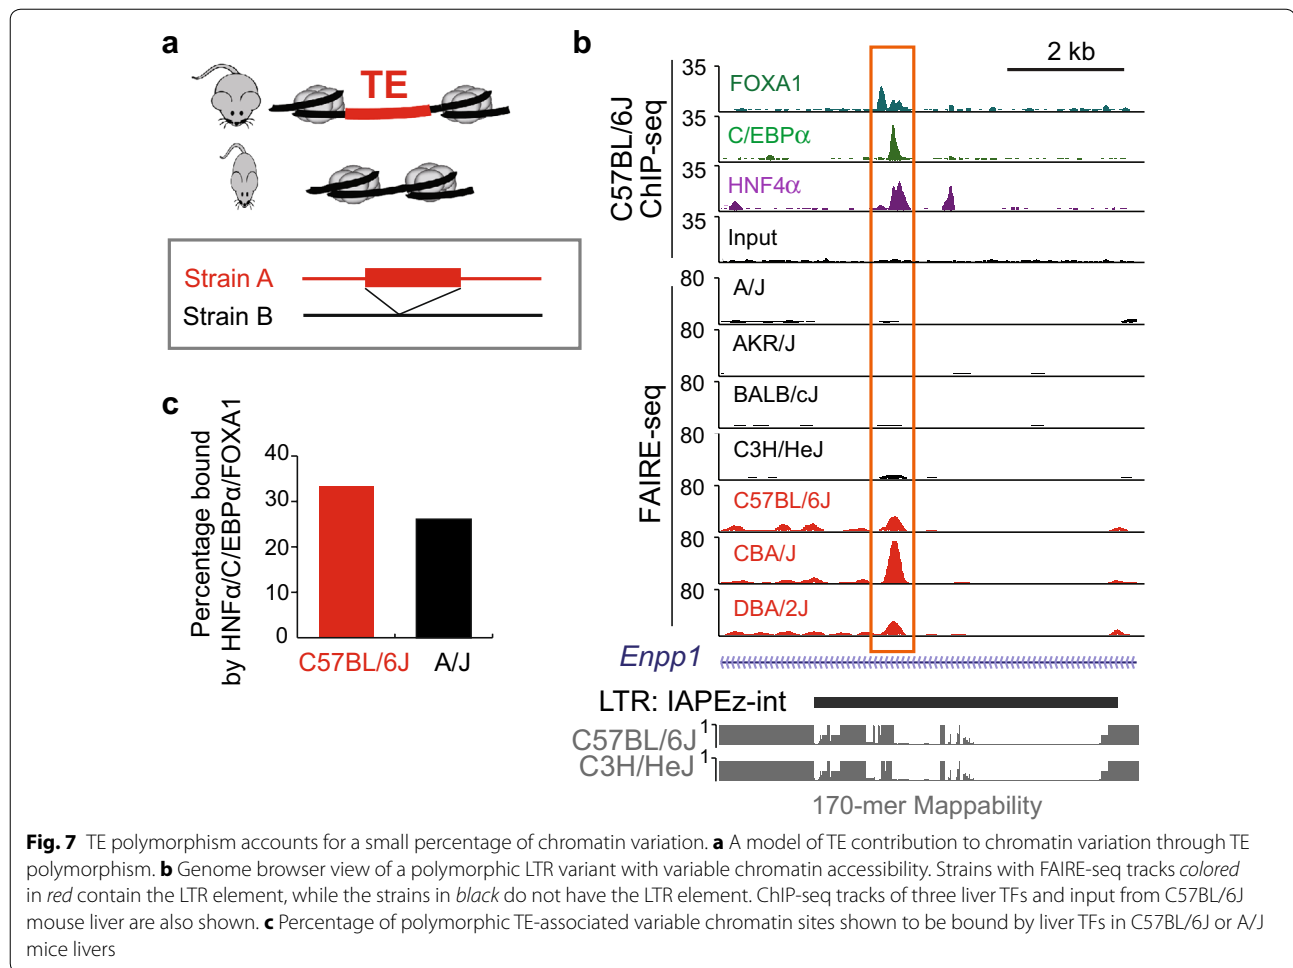 a
TE
Strain A
Strain B
b
2 kb
C57BL/6J
ChIP-seq
35
FOXA1
35
C/EBPα
35
HNF4α
35
Input
FAIRE-seq
80
A/J
80
AKR/J
80
BALB/cJ
80
C3H/HeJ
80
C57BL/6J
80
CBA/J
80
DBA/2J
Enpp1
LTR: IAPEz-int
C57BL/6J
1
C3H/HeJ
1
170-mer Mappability
c
Percentage bound
by HNFα/C/EBPα/FOXA1
40
30
20
10
0
C57BL/6J A/J
Fig. 7 TE polymorphism accounts for a small percentage of chromatin variation. a A model of TE contribution to chromatin variation through TE
polymorphism. b Genome browser view of a polymorphic LTR variant with variable chromatin accessibility. Strains with FAIRE-seq tracks colored
in red contain the LTR element, while the strains in black do not have the LTR element. ChIP-seq tracks of three liver TFs and input from C57BL/6J
mouse liver are also shown. c Percentage of polymorphic TE-associated variable chromatin sites shown to be bound by liver TFs in C57BL/6J or A/J
mice livers